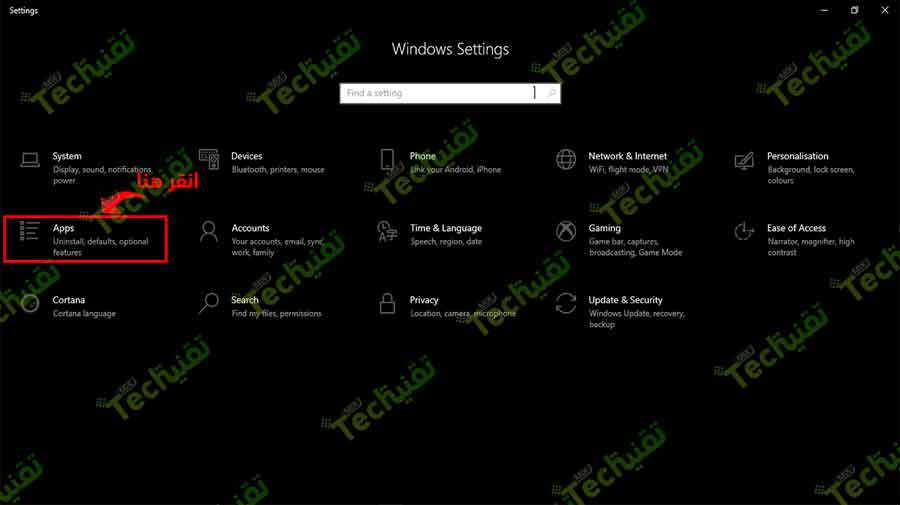 Settings
Windows Settings
Find a setting
System
Display, sound, notifications,
power
Devices
Bluetooth, printers, mouse
Phone
Link your Android, iPhone
Network & Internet
WiFi, flight mode, VPN
Personalisation
Background, lock screen,
colours
انقر هنا
Apps
Uninstall, defaults, optional
features
Accounts
Your accounts, email, sync,
work, family
Time & Language
Speech, region, date
Gaming
Game bar, captures,
broadcasting, Game Mode
Ease of Access
Narrator, magnifier, high
contrast
Cortana
Cortana language
Search
Find my files, permissions
Privacy
Location, camera, microphone
Update & Security
Windows Update, recovery,
backup
Tech تقنية